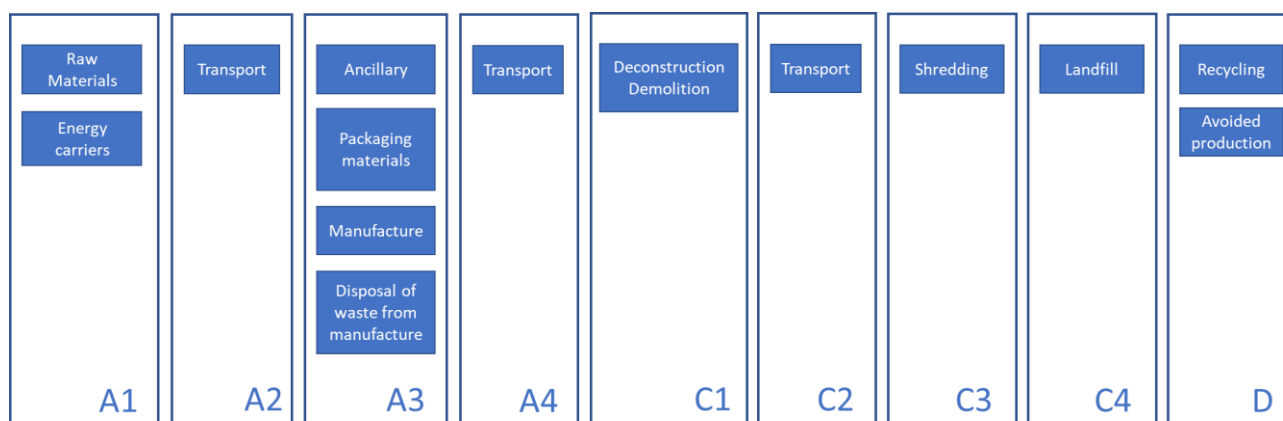 Raw
Materials
Energy
carriers
A1
Transport
A2
Ancillary
Packaging
materials
Manufacture
Disposal of
waste from
manufacture
A3
Transport
A4
Deconstruction
Demolition
C1
Transport
C2
Shredding
C3
Landfill
C4
Recycling
Avoided
production
D